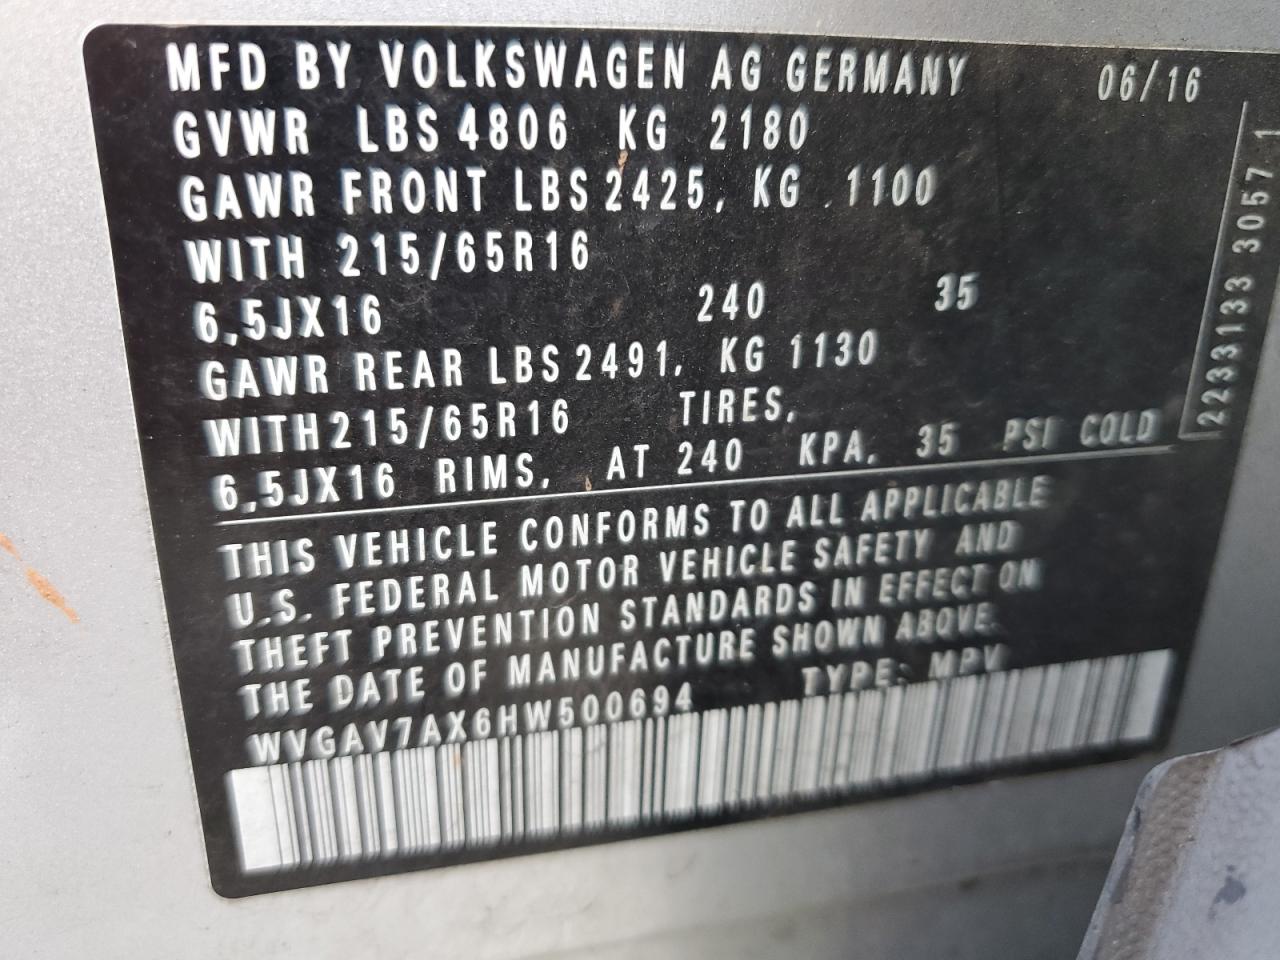 MFD BY VOLKSWAGEN AG GERMANY 06/16
GVWR LBS 4806 KG 2180
GAWR FRONT LBS 2425, KG 1100
WITH 215/65R16
6,5JX16 240 35
GAWR REAR LBS 2491, KG 1130
WITH 215/65R16 TIRES,
6,5JX16 RIMS, AT 240 KPA, 35 PSI COLD
THIS VEHICLE CONFORMS TO ALL APPLICABLE
U.S. FEDERAL MOTOR VEHICLE SAFETY AND
THEFT PREVENTION STANDARDS IN EFFECT ON
THE DATE OF MANUFACTURE SHOWN ABOVE.
WVGAV7AX6HW500694 TYPE: MPV
2233133 3057 1